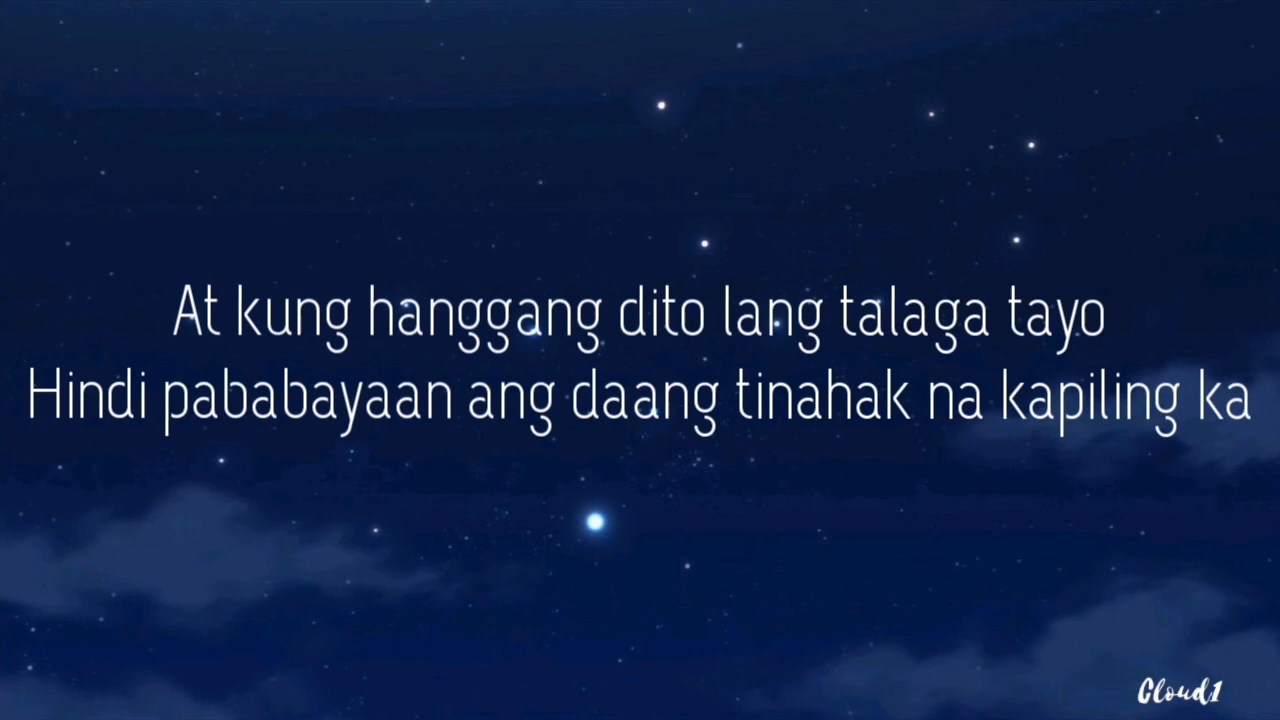 At kung hanggang dito lang talaga tayo
Hindi pababayaan ang daang tinahak na kapiling ka
Cloud1